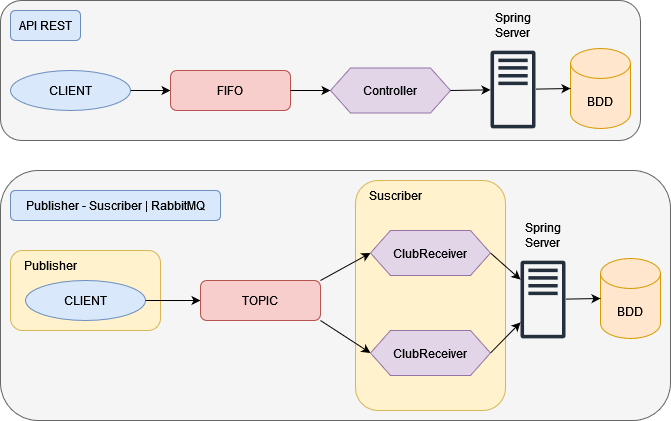 API REST
Spring
Server
CLIENT
FIFO
Controller
BDD
Publisher - Suscriber | RabbitMQ
Suscriber
Publisher
CLIENT
TOPIC
ClubReceiver
ClubReceiver
Spring
Server
BDD